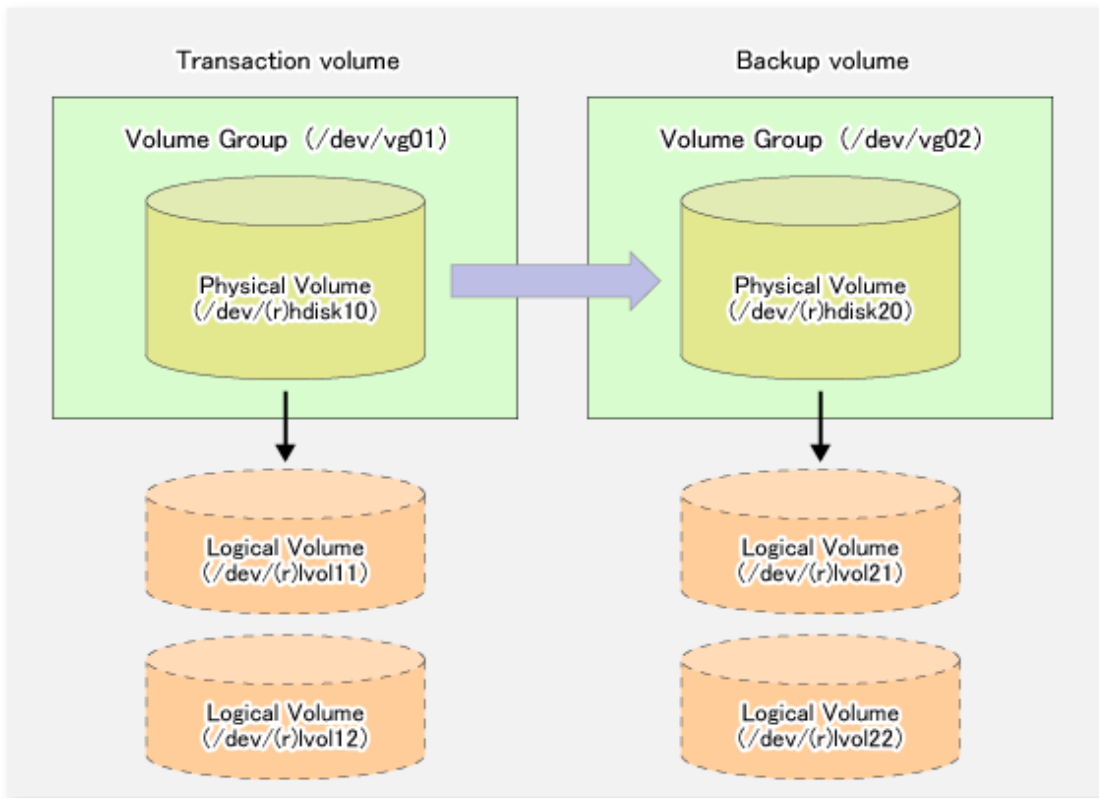 Transaction volume
Backup volume
Volume Group (/dev/vg01)
Volume Group (/dev/vg02)
Physical Volume
(/dev/(r)hdisk10)
Physical Volume
(/dev/(r)hdisk20)
Logical Volume
(/dev/(r)lvol11)
Logical Volume
(/dev/(r)lvol21)
Logical Volume
(/dev/(r)lvol12)
Logical Volume
(/dev/(r)lvol22)